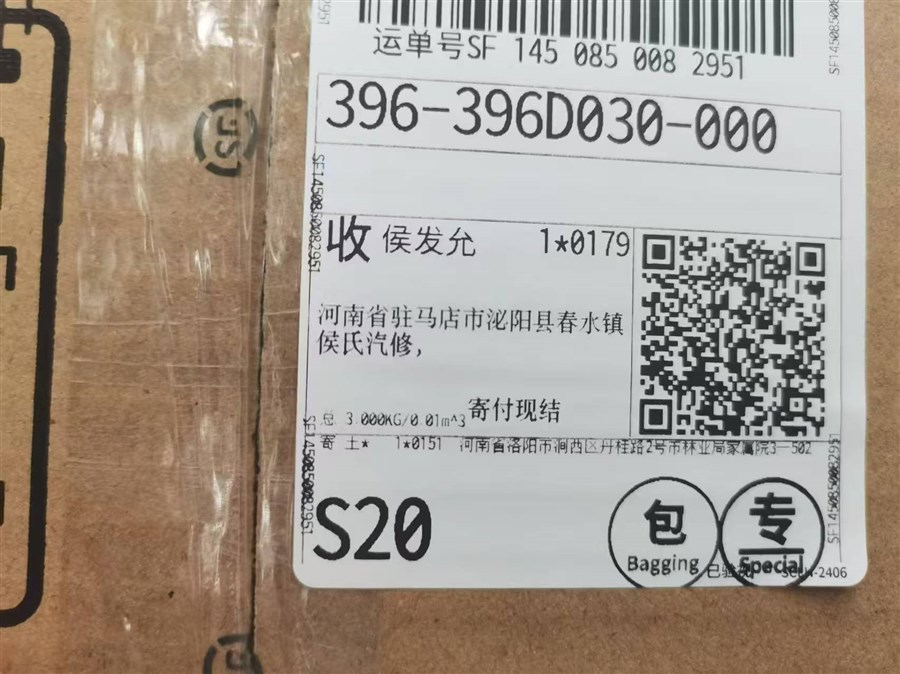 运单号SF 145 085 008 2951
396-396D030-000
收 侯发允 1*0179
河南省驻马店市泌阳县春水镇
侯氏汽修,
总 3.000KG/0.01m^3 寄付现结
寄 王* 1*0151 河南省洛阳市涧西区丹桂路2号市林业局家属院3-502
S20
包
Bagging
专
Special
已验视
-2406
SF1450850082951
SF1450850082951
SF1450850082951